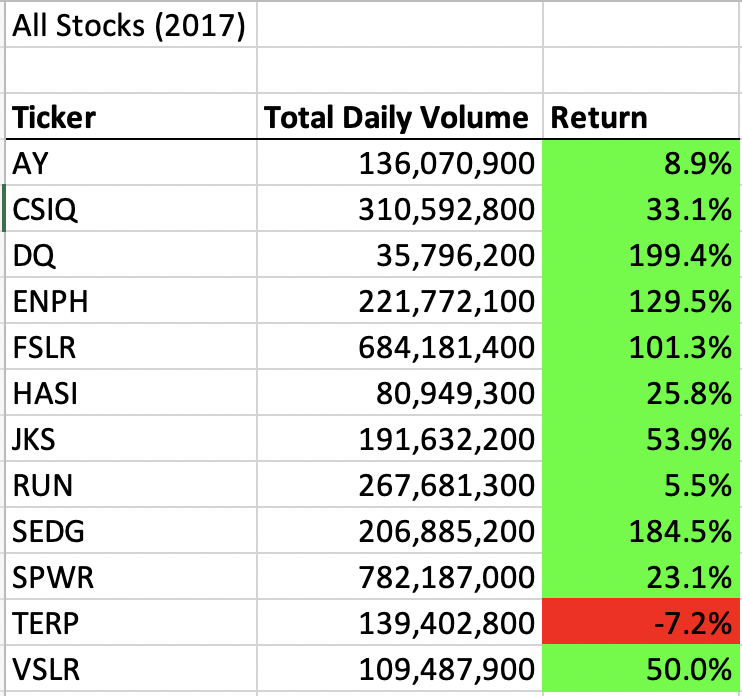 All Stocks (2017)
Ticker Total Daily Volume Return
AY 136,070,900 8.9%
CSIQ 310,592,800 33.1%
DQ 35,796,200 199.4%
ENPH 221,772,100 129.5%
FSLR 684,181,400 101.3%
HASI 80,949,300 25.8%
JKS 191,632,200 53.9%
RUN 267,681,300 5.5%
SEDG 206,885,200 184.5%
SPWR 782,187,000 23.1%
TERP 139,402,800 -7.2%
VSLR 109,487,900 50.0%